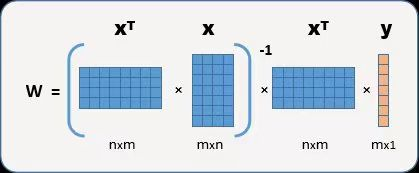 xᵀ x xᵀ y
-1
W = × × ×
nxm mxn nxm mx1